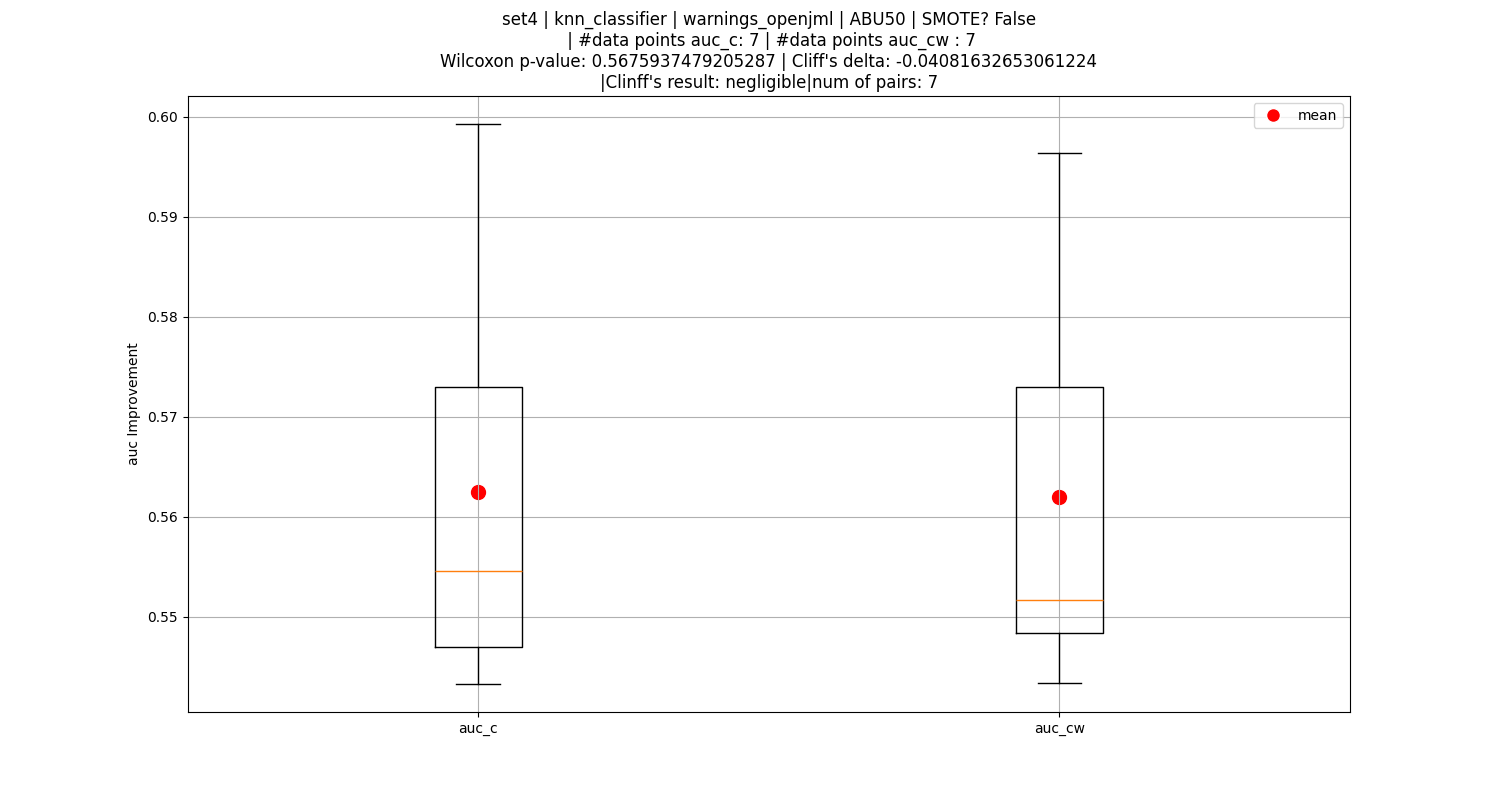 set4 | knn_classifier | warnings_openjml | ABU50 | SMOTE? False
| #data points auc_c: 7 | #data points auc_cw : 7
Wilcoxon p-value: 0.5675937479205287 | Cliff's delta: -0.04081632653061224
|Clinff's result: negligible|num of pairs: 7
mean
0.60
0.59
0.58
0.57
0.56
0.55
auc Improvement
auc_c
auc_cw